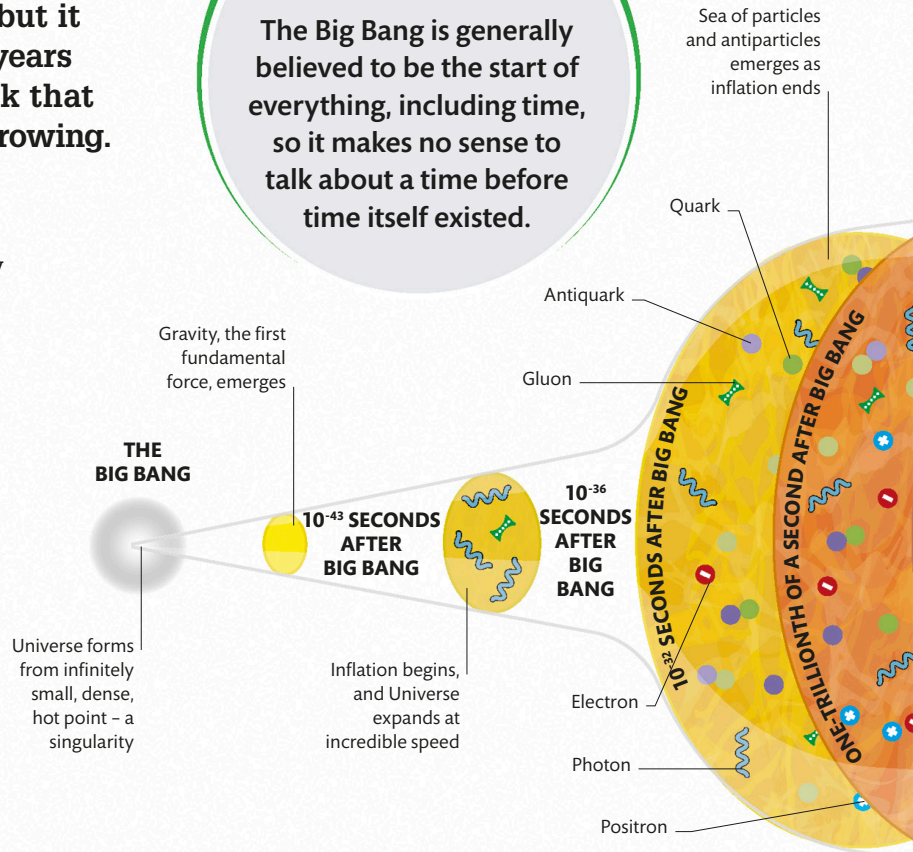 but it
years
k that
rowing.
The Big Bang is generally
believed to be the start of
everything, including time,
so it makes no sense to
talk about a time before
time itself existed.
Sea of particles
and antiparticles
emerges as
inflation ends
Quark
Antiquark
Gluon
Gravity, the first
fundamental
force, emerges
THE
BIG BANG
10⁻⁴³ SECONDS
AFTER
BIG BANG
10⁻³⁶
SECONDS
AFTER
BIG
BANG
10⁻³² SECONDS AFTER BIG BANG
ONE-TRILLIONTH OF A SECOND AFTER BIG BANG
Universe forms
from infinitely
small, dense,
hot point – a
singularity
Inflation begins,
and Universe
expands at
incredible speed
Electron
Photon
Positron